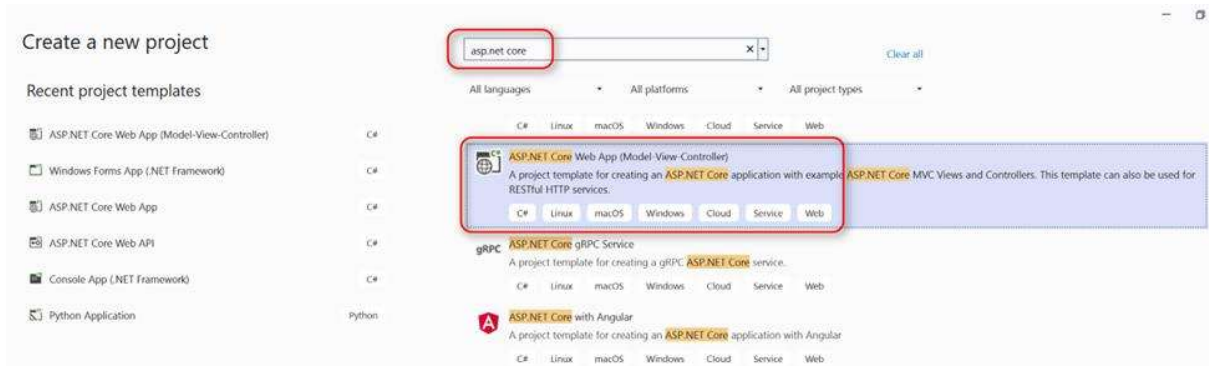 Create a new project
Recent project templates
ASP.NET Core Web App (Model-View-Controller) C#
Windows Forms App (.NET Framework) C#
ASP.NET Core Web App C#
ASP.NET Core Web API C#
Console App (.NET Framework) C#
Python Application Python
asp.net core
Clear all
All languages All platforms All project types
C# Linux macOS Windows Cloud Service Web
ASP.NET Core Web App (Model-View-Controller)
A project template for creating an ASP.NET Core application with example ASP.NET Core MVC Views and Controllers. This template can also be used for
RESTful HTTP services.
C# Linux macOS Windows Cloud Service Web
gRPC ASP.NET Core gRPC Service
A project template for creating a gRPC ASP.NET Core service.
C# Linux macOS Windows Cloud Service Web
ASP.NET Core with Angular
A project template for creating an ASP.NET Core application with Angular
C# Linux macOS Windows Cloud Service Web